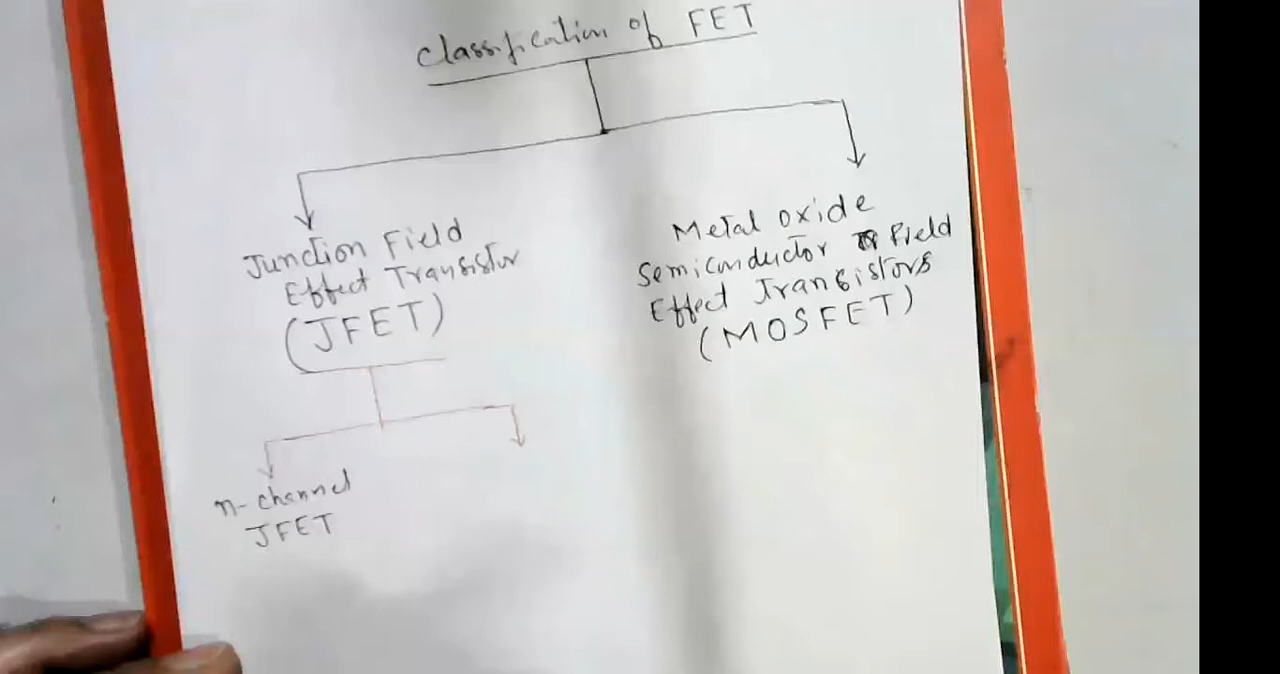 Classification of FET
Junction Field
Effect Transistor
(JFET)
Metal Oxide
Semiconductor Field
Effect Transistors
(MOSFET)
n-channel
JFET